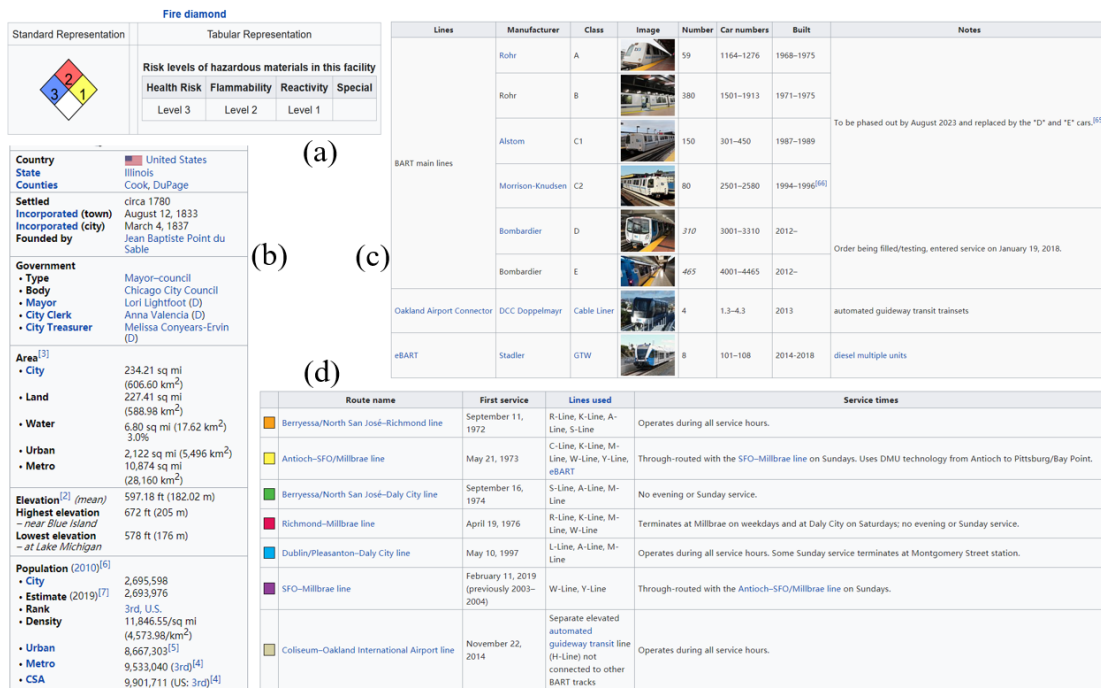 Fire diamond
Standard Representation
Tabular Representation
3
2
1
Risk levels of hazardous materials in this facility
Health Risk Flammability Reactivity Special
Level 3 Level 2 Level 1
(a)
Country United States
State Illinois
Counties Cook, DuPage
Settled circa 1780
Incorporated (town) August 12, 1833
Incorporated (city) March 4, 1837
Founded by Jean Baptiste Point du
Sable
Government
• Type Mayor–council
• Body Chicago City Council
• Mayor Lori Lightfoot (D)
• City Clerk Anna Valencia (D)
• City Treasurer Melissa Conyears-Ervin
(D)
Area[3]
• City 234.21 sq mi
(606.60 km2)
• Land 227.41 sq mi
(588.98 km2)
• Water 6.80 sq mi (17.62 km2)
3.0%
• Urban 2,122 sq mi (5,496 km2)
• Metro 10,874 sq mi
(28,160 km2)
Elevation[2] (mean) 597.18 ft (182.02 m)
Highest elevation 672 ft (205 m)
– near Blue Island
Lowest elevation 578 ft (176 m)
– at Lake Michigan
Population (2010)[6]
• City 2,695,598
• Estimate (2019)[7] 2,693,976
• Rank 3rd, U.S.
• Density 11,846.55/sq mi
(4,573.98/km2)
• Urban 8,667,303[5]
• Metro 9,533,040 (3rd)[4]
• CSA 9,901,711 (US: 3rd)[4]
(b)
(c)
Lines Manufacturer Class Image Number Car numbers Built Notes
BART main lines
Rohr A 59 1164–1276 1968–1975
Rohr B 380 1501–1913 1971–1975
To be phased out by August 2023 and replaced by the "D" and "E" cars.[65]
Alstom C1 150 301–450 1987–1989
Morrison-Knudsen C2 80 2501–2580 1994–1996[66]
Bombardier D 310 3001–3310 2012–
Order being filled/testing, entered service on January 19, 2018.
Bombardier E 465 4001–4465 2012–
Oakland Airport Connector DCC Doppelmayr Cable Liner 4 1.3–4.3 2013 automated guideway transit trainsets
eBART Stadler GTW 8 101–108 2014-2018 diesel multiple units
(d)
Route name First service Lines used Service times
Berryessa/North San José–Richmond line September 11,
1972 R-Line, K-Line, A-
Line, S-Line Operates during all service hours.
Antioch–SFO/Millbrae line May 21, 1973 C-Line, K-Line, M-
Line, W-Line, Y-Line,
eBART Through-routed with the SFO–Millbrae line on Sundays. Uses DMU technology from Antioch to Pittsburg/Bay Point.
Berryessa/North San José–Daly City line September 16,
1974 S-Line, A-Line, M-
Line No evening or Sunday service.
Richmond–Millbrae line April 19, 1976 R-Line, K-Line, M-
Line, W-Line Terminates at Millbrae on weekdays and at Daly City on Saturdays; no evening or Sunday service.
Dublin/Pleasanton–Daly City line May 10, 1997 L-Line, A-Line, M-
Line Operates during all service hours. Some Sunday service terminates at Montgomery Street station.
SFO–Millbrae line February 11, 2019
(previously 2003–
2004) W-Line, Y-Line Through-routed with the Antioch–SFO/Millbrae line on Sundays.
Coliseum–Oakland International Airport line November 22,
2014 Separate elevated
automated
guideway transit line
(H-Line) not
connected to other
BART tracks Operates during all service hours.